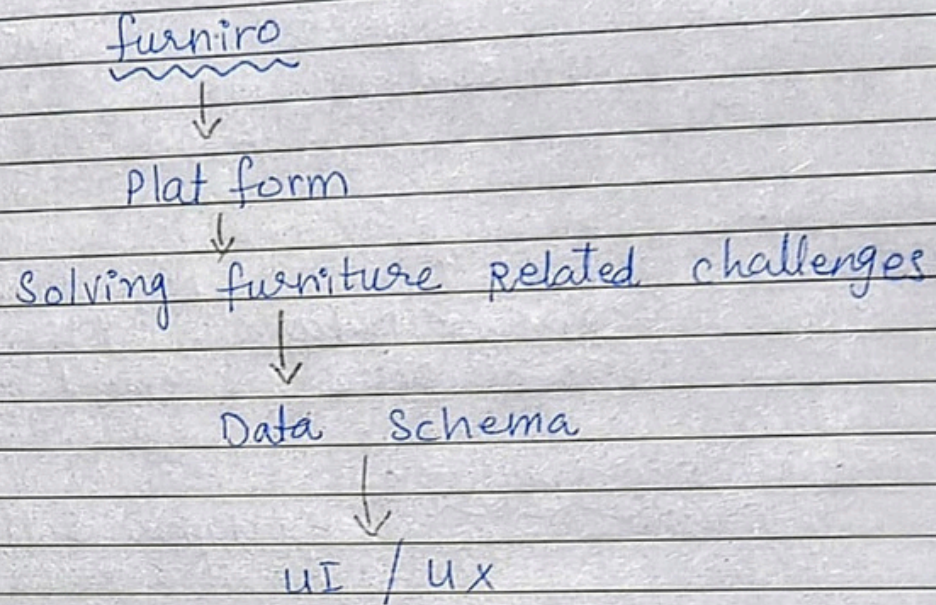 furniro
Plat form
Solving furniture Related challenges
Data Schema
UI / UX